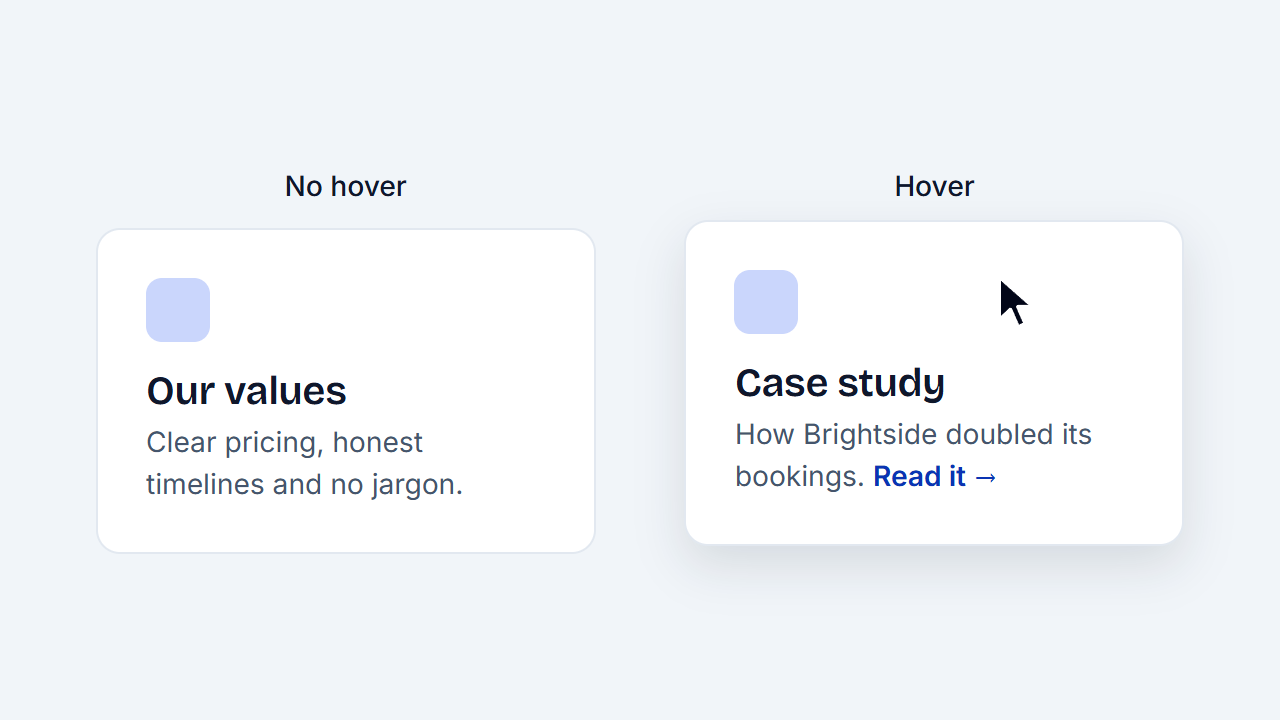 No hover
Hover
Our values
Clear pricing, honest
timelines and no jargon.
Case study
How Brightside doubled its
bookings. Read it →